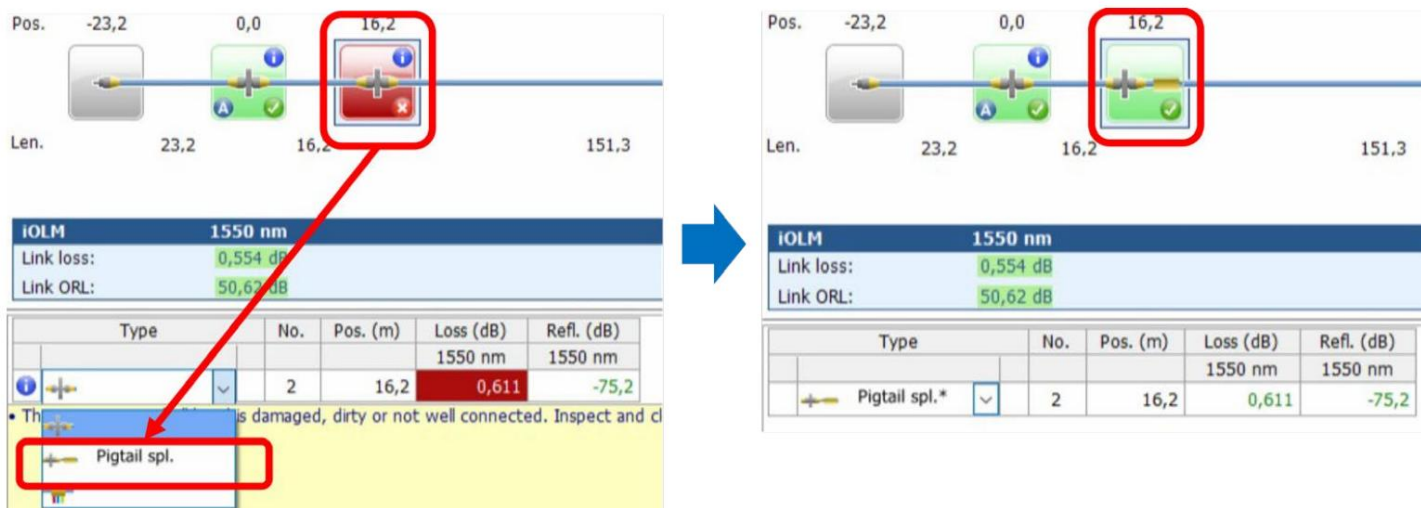 Pos. -23,2 0,0 16,2
A
Len. 23,2 16,2 151,3
iOLM 1550 nm
Link loss: 0,554 dB
Link ORL: 50,62 dB
Type No. Pos. (m) Loss (dB) Refl. (dB)
1550 nm 1550 nm
2 16,2 0,611 -75,2
• Th is damaged, dirty or not well connected. Inspect and cl
Pigtail spl.
Pos. -23,2 0,0 16,2
A
Len. 23,2 16,2 151,3
iOLM 1550 nm
Link loss: 0,554 dB
Link ORL: 50,62 dB
Type No. Pos. (m) Loss (dB) Refl. (dB)
1550 nm 1550 nm
Pigtail spl.* 2 16,2 0,611 -75,2